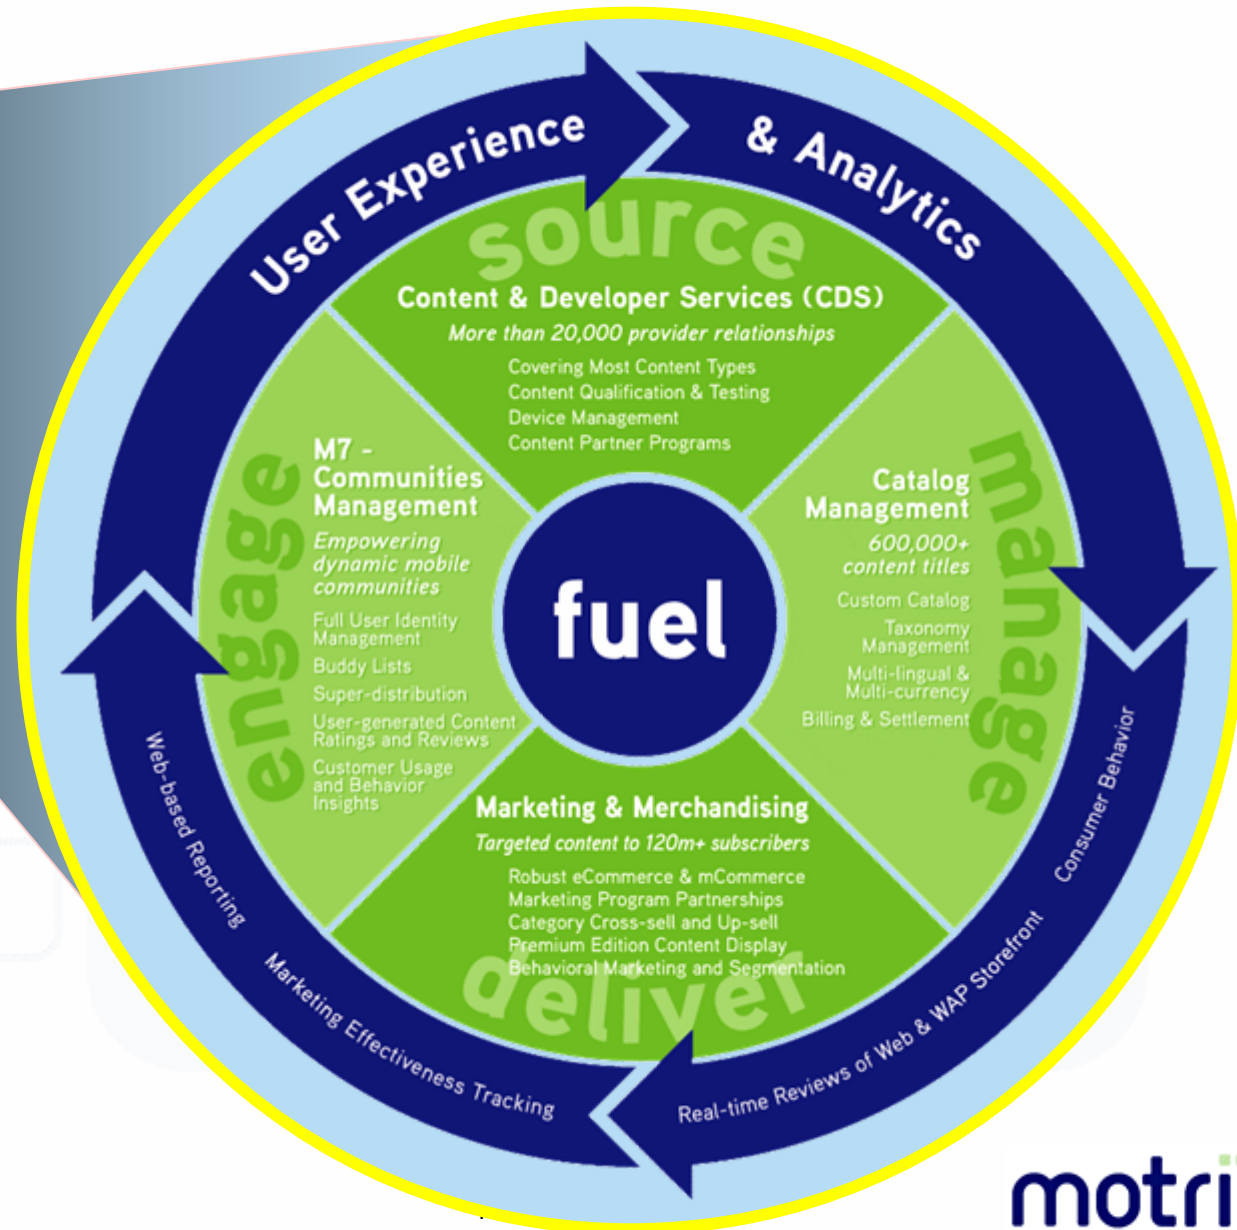 User Experience
& Analytics
source
Content & Developer Services (CDS)
More than 20,000 provider relationships
Covering Most Content Types
Content Qualification & Testing
Device Management
Content Partner Programs
engage
M7 -
Communities
Management
Empowering
dynamic mobile
communities
Full User Identity
Management
Buddy Lists
Super-distribution
User-generated Content
Ratings and Reviews
Customer Usage
and Behavior
Insights
fuel
manage
Catalog
Management
600,000+
content titles
Custom Catalog
Taxonomy
Management
Multi-lingual &
Multi-currency
Billing & Settlement
Marketing & Merchandising
Targeted content to 120m+ subscribers
Robust eCommerce & mCommerce
Marketing Program Partnerships
Category Cross-sell and Up-sell
Premium Edition Content Display
Behavioral Marketing and Segmentation
deliver
Consumer Behavior
Real-time Reviews of Web & WAP Storefront
Marketing Effectiveness Tracking
Web-based Reporting
motri